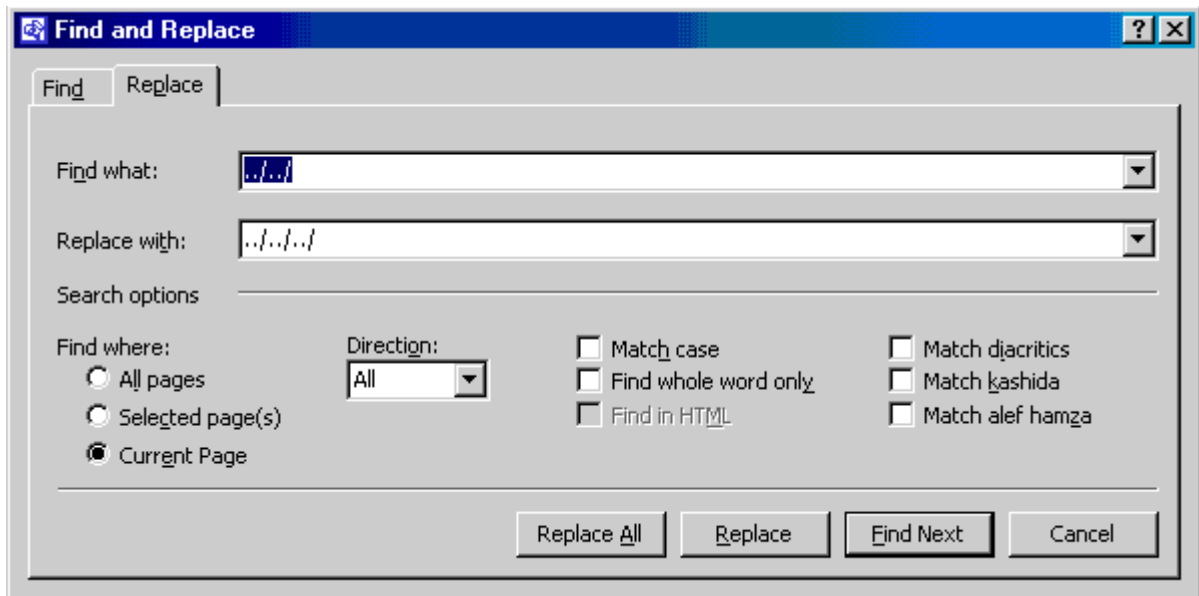 Find and Replace
Find Replace
Find what: ../../
Replace with: ../../../
Search options
Find where: Direction: Match case Match diacritics
All pages All Find whole word only Match kashida
Selected page(s) Find in HTML Match alef hamza
Current Page
Replace All Replace Find Next Cancel